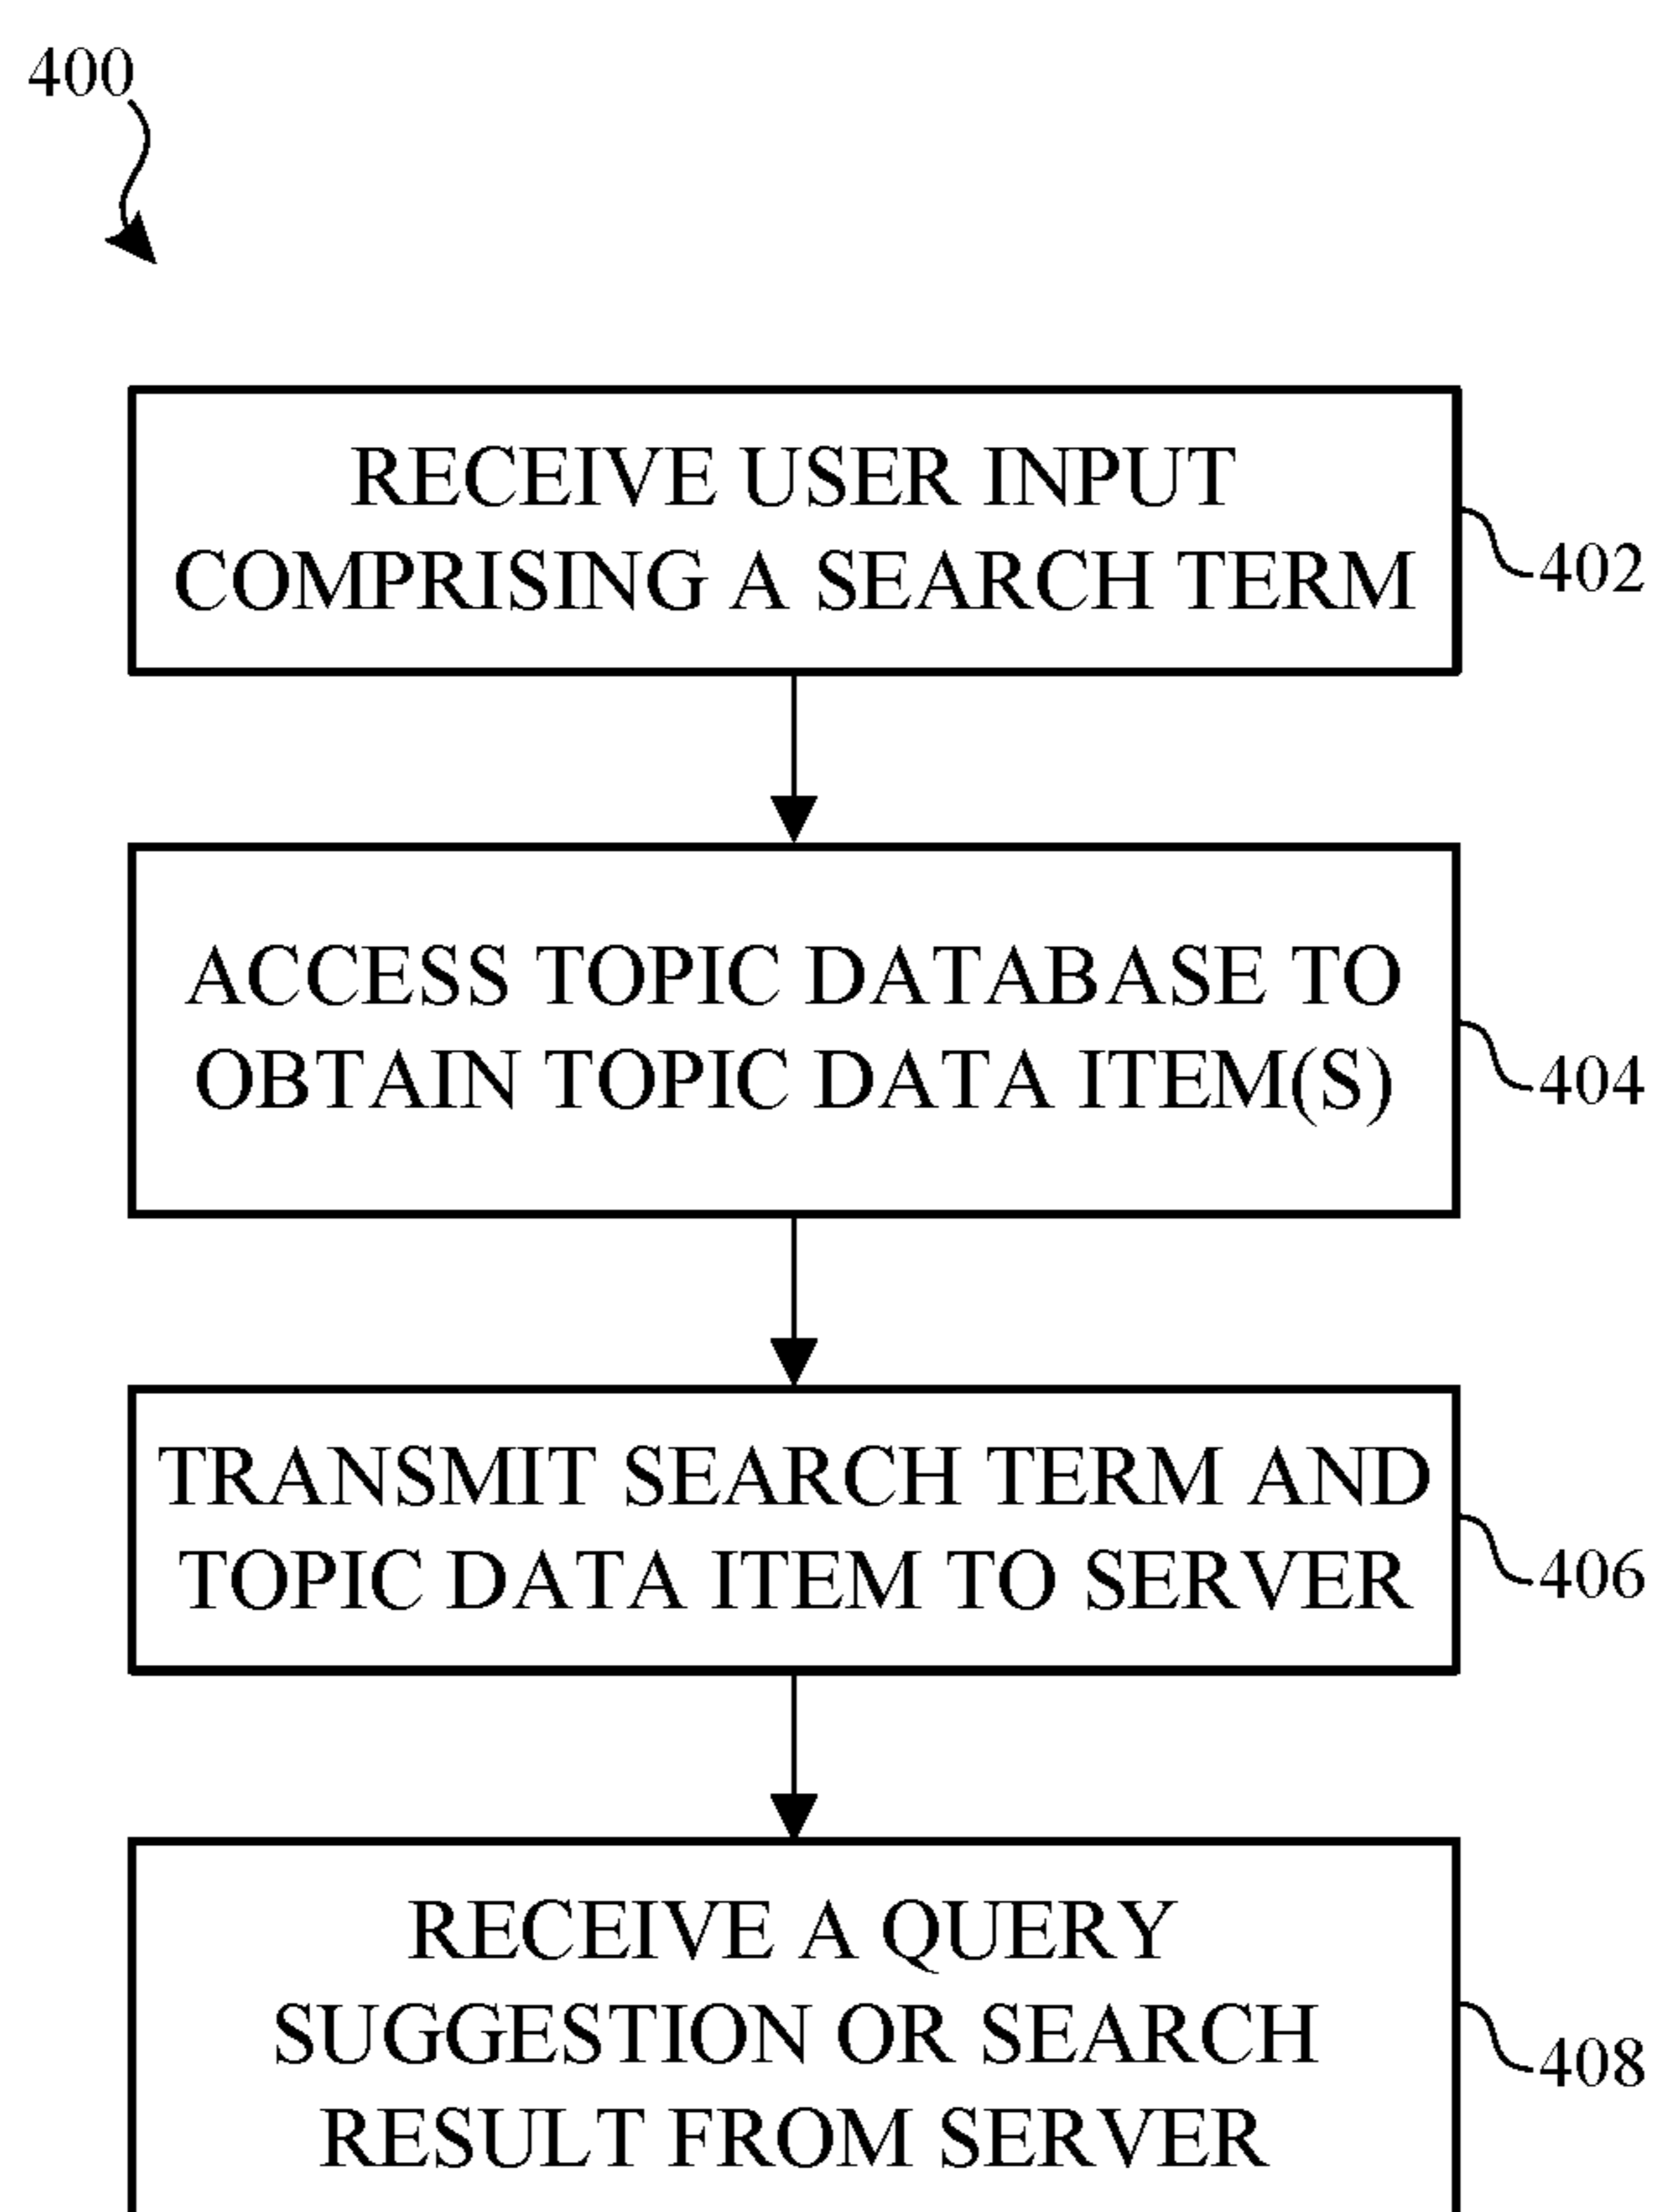 400
RECEIVE USER INPUT
COMPRISING A SEARCH TERM
402
ACCESS TOPIC DATABASE TO
OBTAIN TOPIC DATA ITEM(S)
404
TRANSMIT SEARCH TERM AND
TOPIC DATA ITEM TO SERVER
406
RECEIVE A QUERY
SUGGESTION OR SEARCH
RESULT FROM SERVER
408